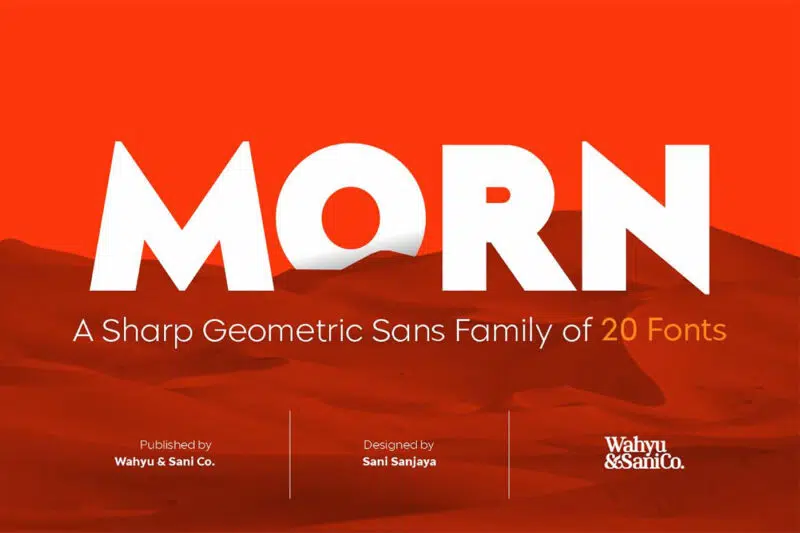 MORN
A Sharp Geometric Sans Family of 20 Fonts
Published by
Wahyu & Sani Co.
Designed by
Sani Sanjaya
Wahyu
&SaniCo.